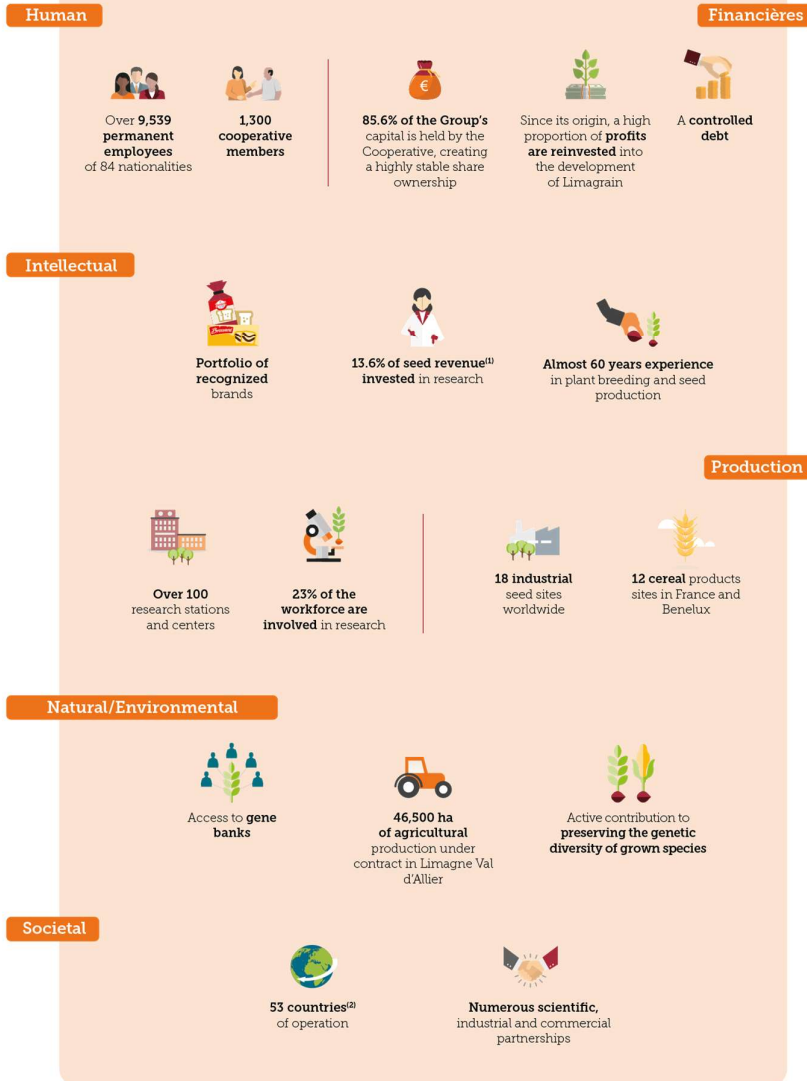 Human
Financières
Over 9,539
permanent
employees
of 84 nationalities
1,300
cooperative
members
85.6% of the Group's
capital is held by the
Cooperative, creating
a highly stable share
ownership
Since its origin, a high
proportion of profits
are reinvested into
the development
of Limagrain
A controlled
debt
Intellectual
Portfolio of
recognized
brands
13.6% of seed revenue(1)
invested in research
Almost 60 years experience
in plant breeding and seed
production
Production
Over 100
research stations
and centers
23% of the
workforce are
involved in research
18 industrial
seed sites
worldwide
12 cereal products
sites in France and
Benelux
Natural/Environmental
Access to gene
banks
46,500 ha
of agricultural
production under
contract in Limagne Val
d'Allier
Active contribution to
preserving the genetic
diversity of grown species
Societal
53 countries(2)
of operation
Numerous scientific,
industrial and commercial
partnerships